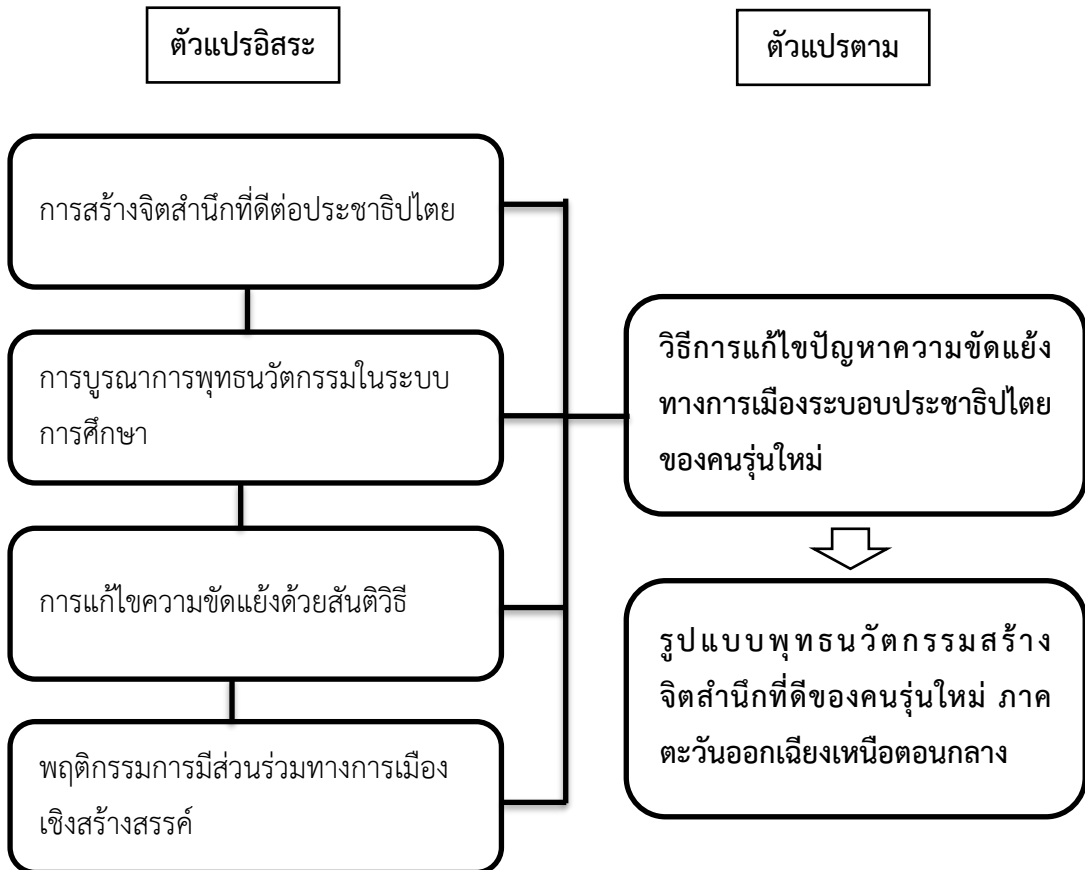 ตัวแปรอิสระ
ตัวแปรตาม
การสร้างจิตสำนึกที่ดีต่อประชาธิปไตย
การบูรณาการพุทธนวัตกรรมในระบบ
การศึกษา
การแก้ไขความขัดแย้งด้วยสันติวิธี
พฤติกรรมการมีส่วนร่วมทางการเมือง
เชิงสร้างสรรค์
วิธีการแก้ไขปัญหาความขัดแย้ง
ทางการเมืองระบอบประชาธิปไตย
ของคนรุ่นใหม่
รูปแบบพุทธนวัตกรรมสร้าง
จิตสำนึกที่ดีของคนรุ่นใหม่ ภาค
ตะวันออกเฉียงเหนือตอนกลาง